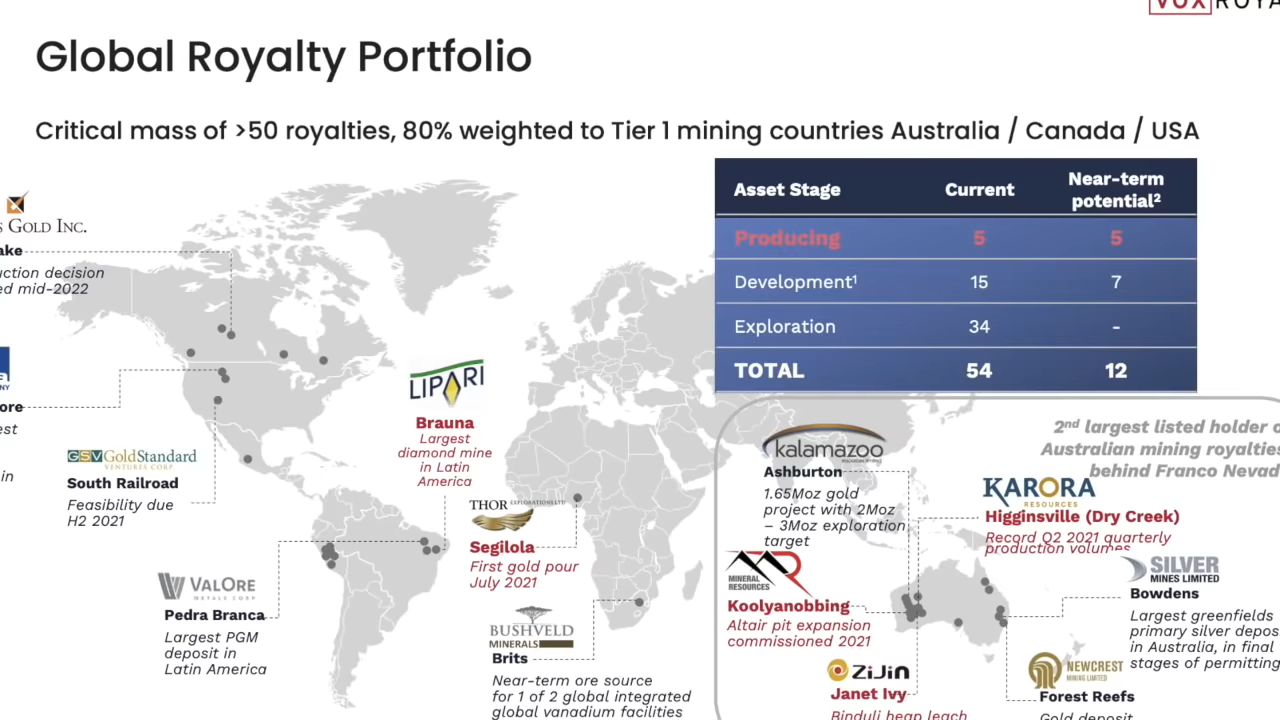 VOX ROYA
Global Royalty Portfolio
Critical mass of >50 royalties, 80% weighted to Tier 1 mining countries Australia / Canada / USA
Asset Stage Current Near-term potential²
Producing 5 5
Development¹ 15 7
Exploration 34 -
TOTAL 54 12
S GOLD INC.
ake
uction decision
ed mid-2022
NY
ore
est
in
GSV GoldStandard
VENTURES CORP.
South Railroad
Feasibility due
H2 2021
LIPARI
Brauna
Largest
diamond mine
in Latin
America
THOR EXPLORATIONS LTD
Segilola
First gold pour
July 2021
VALORE
METALS CORP
Pedra Branca
Largest PGM
deposit in
Latin America
BUSHVELD
MINERALS
Brits
Near-term ore source
for 1 of 2 global integrated
global vanadium facilities
2nd largest listed holder o
Australian mining royalties
behind Franco Nevad
kalamazoo
Ashburton
1.65Moz gold
project with 2Moz
– 3Moz exploration
target
KARORA
RESOURCES
Higginsville (Dry Creek)
Record Q2 2021 quarterly
production volumes
MINERAL
RESOURCES
Koolyanobbing
Altair pit expansion
commissioned 2021
SILVER
MINES LIMITED
Bowdens
Largest greenfields
primary silver depos
in Australia, in final
stages of permitting
ZIJIN
Janet Ivy
Binduli heap leach
NEWCREST
MINING LIMITED
Forest Reefs
Gold deposit